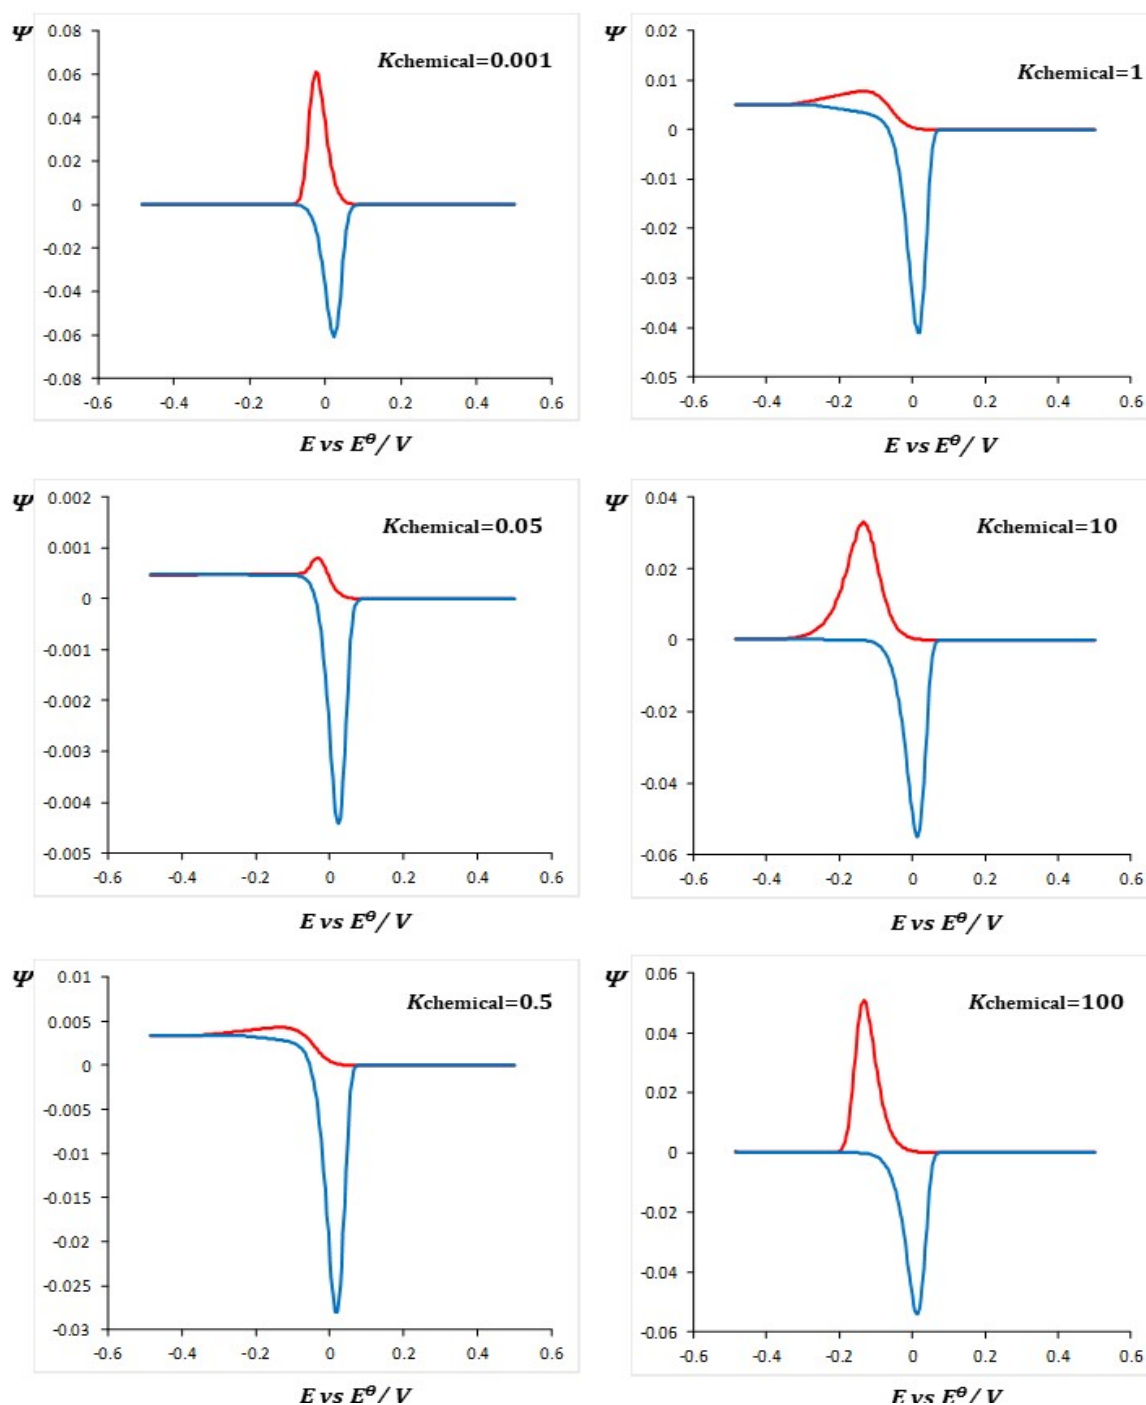 Ψ
Kchemical=0.001
0.08
0.06
0.04
0.02
0
-0.02
-0.04
-0.06
-0.08
-0.6 -0.4 -0.2 0 0.2 0.4 0.6
E vs E^θ/ V
Ψ
Kchemical=1
0.02
0.01
0
-0.01
-0.02
-0.03
-0.04
-0.05
-0.6 -0.4 -0.2 0 0.2 0.4 0.6
E vs E^θ/ V
Ψ
Kchemical=0.05
0.002
0.001
0
-0.001
-0.002
-0.003
-0.004
-0.005
-0.6 -0.4 -0.2 0 0.2 0.4 0.6
E vs E^θ/ V
Ψ
Kchemical=10
0.04
0.02
0
-0.02
-0.04
-0.06
-0.6 -0.4 -0.2 0 0.2 0.4 0.6
E vs E^θ/ V
Ψ
Kchemical=0.5
0.01
0.005
0
-0.005
-0.01
-0.015
-0.02
-0.025
-0.03
-0.6 -0.4 -0.2 0 0.2 0.4 0.6
E vs E^θ/ V
Ψ
Kchemical=100
0.06
0.04
0.02
0
-0.02
-0.04
-0.06
-0.6 -0.4 -0.2 0 0.2 0.4 0.6
E vs E^θ/ V